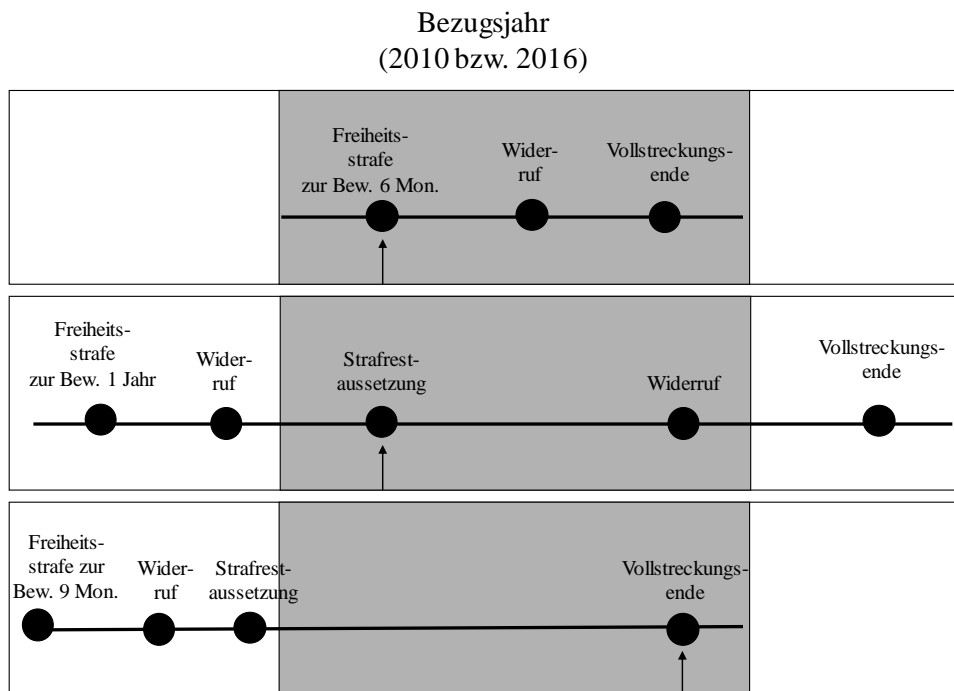 Bezugsjahr
(2010 bzw. 2016)
Freiheits-
strafe
zur Bew. 6 Mon.
Wider-
ruf
Vollstreckungs-
ende
Freiheits-
strafe
zur Bew. 1 Jahr
Wider-
ruf
Strafrest-
aussetzung
Widerruf
Vollstreckungs-
ende
Freiheits-
strafe zur
Bew. 9 Mon.
Wider-
ruf
Strafrest-
aussetzung
Vollstreckungs-
ende